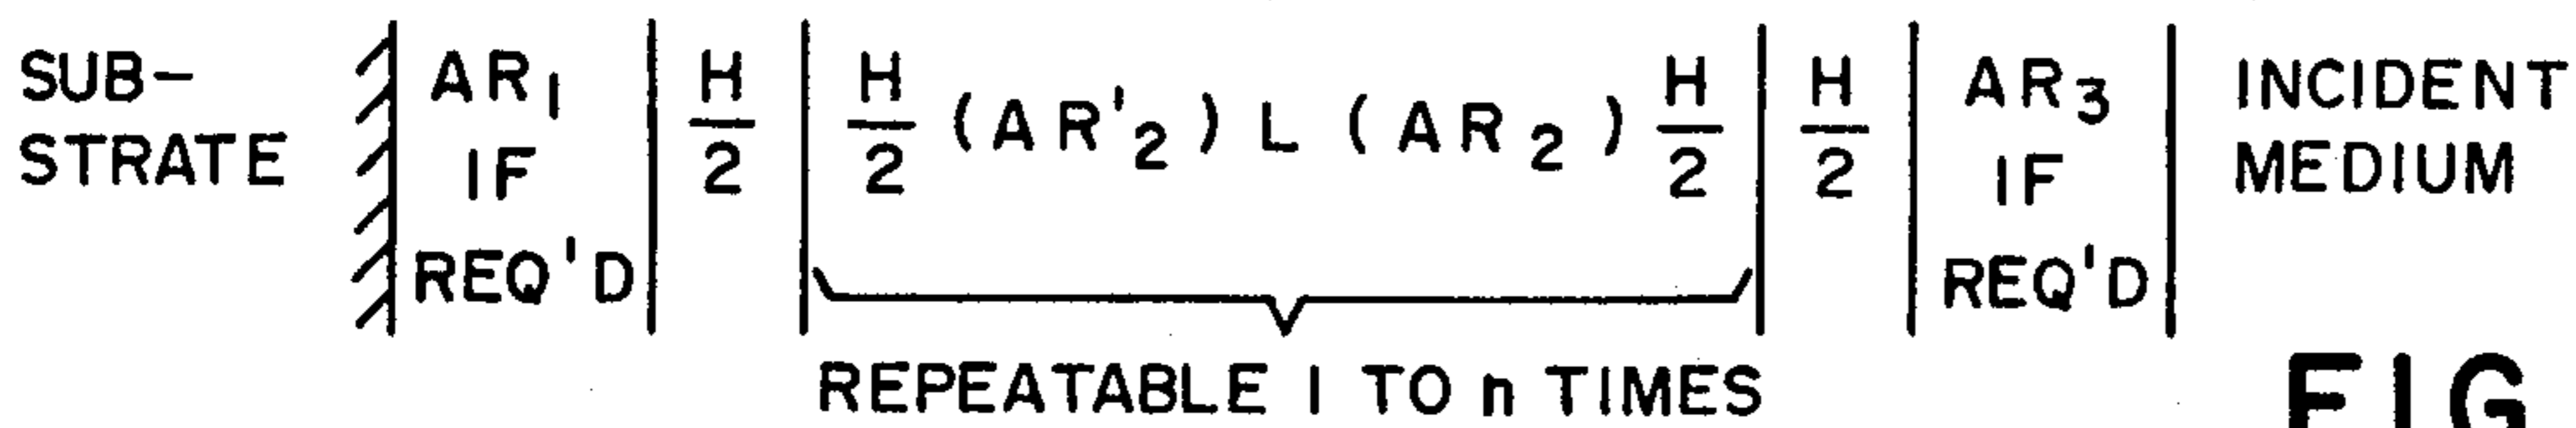 SUB-
STRATE
AR₁
IF
REQ'D
H/2
H/2 (AR'₂) L (AR₂) H/2
H/2
AR₃
IF
REQ'D
INCIDENT
MEDIUM
REPEATABLE 1 TO n TIMES
FIG